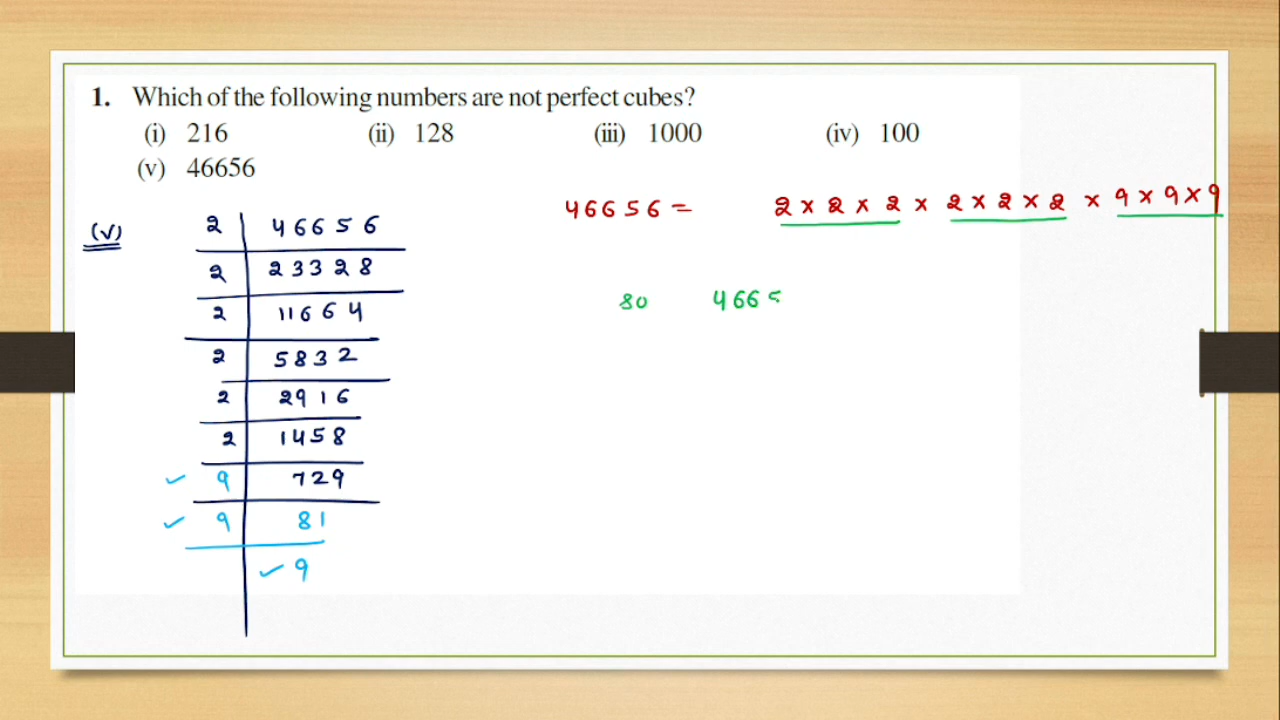 1. Which of the following numbers are not perfect cubes?
(i) 216 (ii) 128 (iii) 1000 (iv) 100
(v) 46656
46656 = 2 × 2 × 2 × 2 × 2 × 2 × 9 × 9 × 9
(v) 2 | 46656
2 | 23328
80 4665
2 | 11664
2 | 5832
2 | 2916
2 | 1458
✓ 9 | 729
✓ 9 | 81
✓ 9